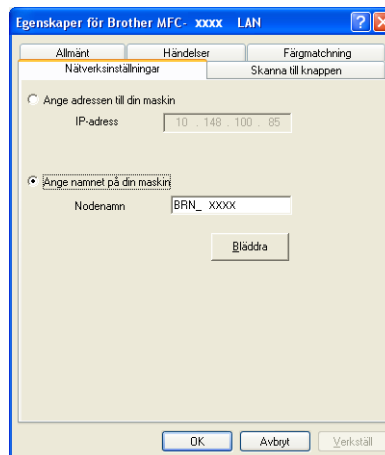 Egenskaper för Brother MFC- xxxx LAN
Allmänt Händelser Färgmatchning
Nätverksinställningar Skanna till knappen
Ange adressen till din maskin
IP-adress 10 . 148 . 100 . 85
Ange namnet på din maskin
Nodenamn BRN_ XXXX
Bläddra
OK Avbryt Verkställ